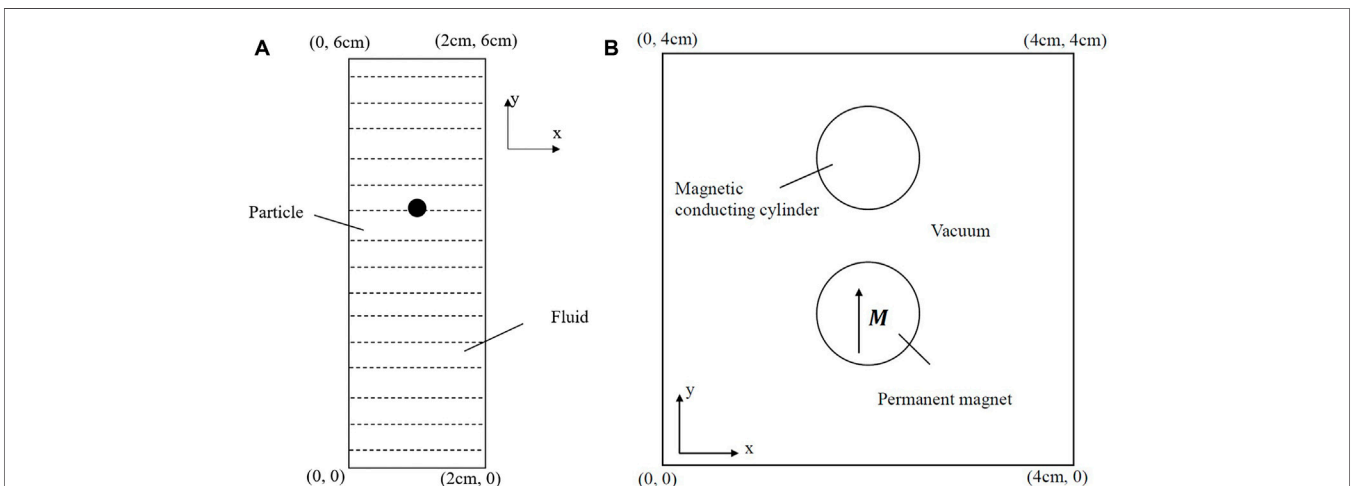 A
(0, 6cm)
(2cm, 6cm)
y
x
Particle
Fluid
(0, 0)
(2cm, 0)
B
(0, 4cm)
(4cm, 4cm)
Magnetic
conducting cylinder
Vacuum
M
Permanent magnet
y
x
(0, 0)
(4cm, 0)